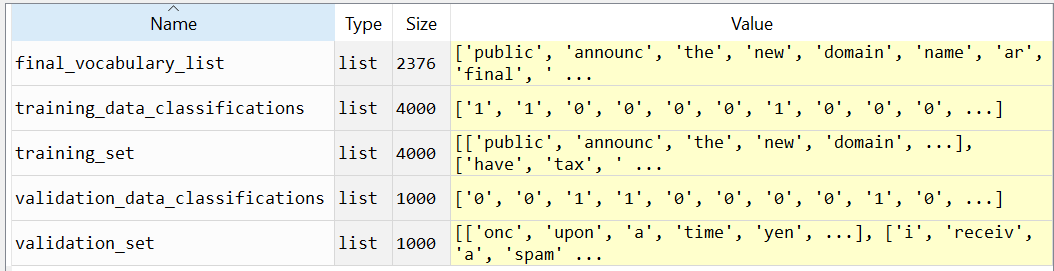 Name Type Size Value
final_vocabulary_list list 2376 ['public', 'announc', 'the', 'new', 'domain', 'name', 'ar',
'final', ' ...
training_data_classifications list 4000 ['1', '1', '0', '0', '0', '0', '1', '0', '0', '0', ...]
training_set list 4000 [['public', 'announc', 'the', 'new', 'domain', ...],
['have', 'tax', ' ...
validation_data_classifications list 1000 ['0', '0', '1', '1', '0', '0', '0', '0', '1', '0', ...]
validation_set list 1000 [['onc', 'upon', 'a', 'time', 'yen', ...], ['i', 'receiv',
'a', 'spam' ...